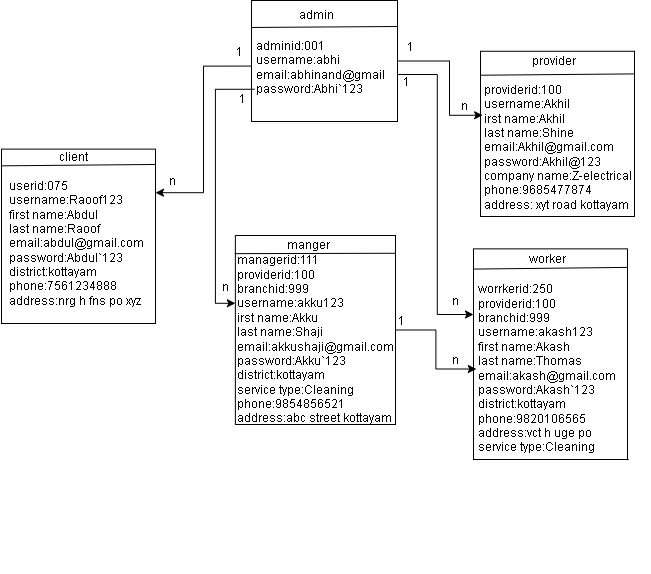 admin
adminid:001
username:abhi
email:abhinand@gmail
password:Abhi`123
1
1
1
1
n
provider
providerid:100
username:Akhil
irst name:Akhil
last name:Shine
email:Akhil@gmail.com
password:Akhil@123
company name:Z-electrical
phone:9685477874
address: xyt road kottayam
client
userid:075
username:Raoof123
first name:Abdul
last name:Raoof
email:abdul@gmail.com
password:Abdul`123
district:kottayam
phone:7561234888
address:nrg h fns po xyz
n
manger
managerid:111
providerid:100
branchid:999
username:akku123
irst name:Akku
last name:Shaji
email:akkushaji@gmail.com
password:Akku`123
district:kottayam
service type:Cleaning
phone:9854856521
address:abc street kottayam
n
1
n
n
worker
worrkerid:250
providerid:100
branchid:999
username:akash123
first name:Akash
last name:Thomas
email:akash@gmail.com
password:Akash`123
district:kottayam
phone:9820106565
address:vct h uge po
service type:Cleaning